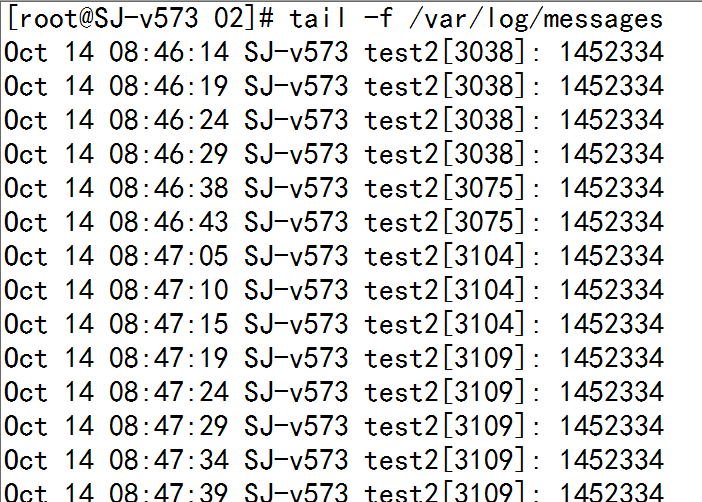 [root@SJ-v573 02]# tail -f /var/log/messages
Oct 14 08:46:14 SJ-v573 test2[3038]: 1452334
Oct 14 08:46:19 SJ-v573 test2[3038]: 1452334
Oct 14 08:46:24 SJ-v573 test2[3038]: 1452334
Oct 14 08:46:29 SJ-v573 test2[3038]: 1452334
Oct 14 08:46:38 SJ-v573 test2[3075]: 1452334
Oct 14 08:46:43 SJ-v573 test2[3075]: 1452334
Oct 14 08:47:05 SJ-v573 test2[3104]: 1452334
Oct 14 08:47:10 SJ-v573 test2[3104]: 1452334
Oct 14 08:47:15 SJ-v573 test2[3104]: 1452334
Oct 14 08:47:19 SJ-v573 test2[3109]: 1452334
Oct 14 08:47:24 SJ-v573 test2[3109]: 1452334
Oct 14 08:47:29 SJ-v573 test2[3109]: 1452334
Oct 14 08:47:34 SJ-v573 test2[3109]: 1452334
Oct 14 08:47:39 SJ-v573 test2[3109]: 1452334